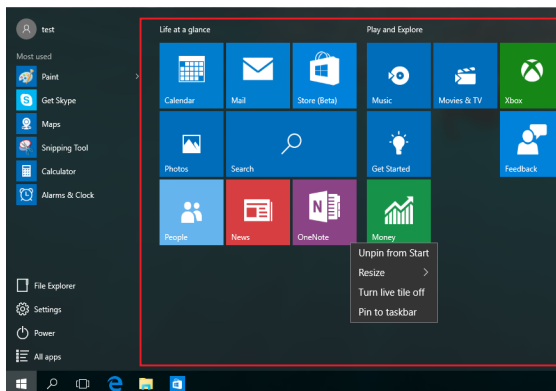 test
Most used
Paint
Get Skype
Maps
Snipping Tool
Calculator
Alarms & Clock
File Explorer
Settings
Power
All apps
Life at a glance
Calendar
Mail
Store (Beta)
Photos
Search
People
News
OneNote
Play and Explore
Music
Movies & TV
Xbox
Get Started
Feedback
Money
Unpin from Start
Resize
Turn live tile off
Pin to taskbar